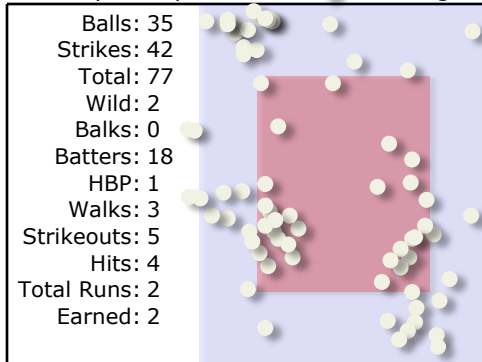 Balls: 35
Strikes: 42
Total: 77
Wild: 2
Balks: 0
Batters: 18
HBP: 1
Walks: 3
Strikeouts: 5
Hits: 4
Total Runs: 2
Earned: 2